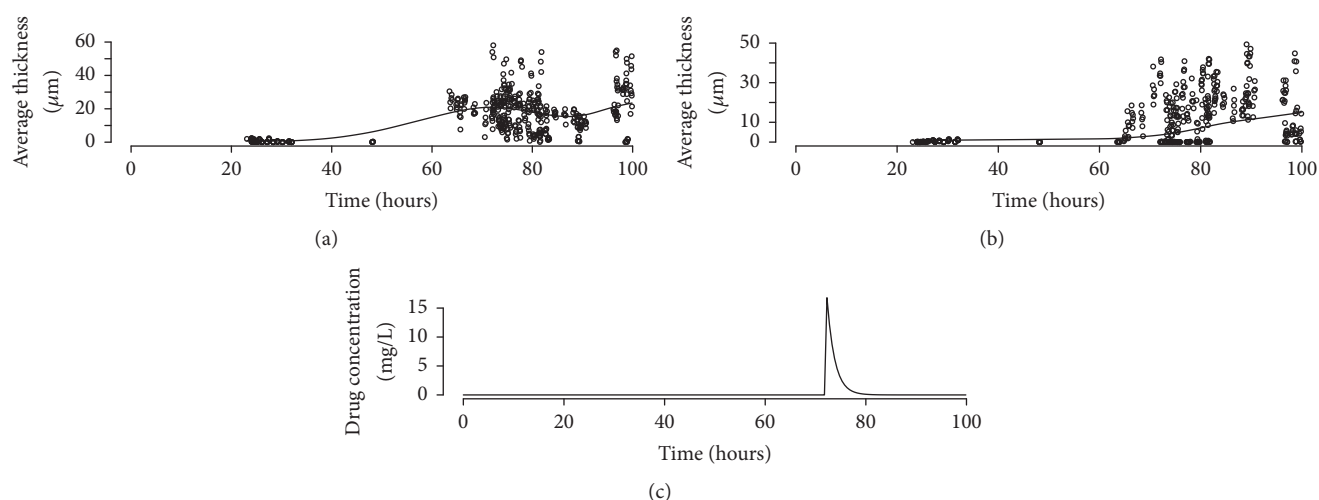 Average thickness
(μm)
60
40
20
0
0 20 40 60 80 100
Time (hours)
(a)
Average thickness
(μm)
50
30
10
0
0 20 40 60 80 100
Time (hours)
(b)
Drug concentration
(mg/L)
15
10
5
0
0 20 40 60 80 100
Time (hours)
(c)